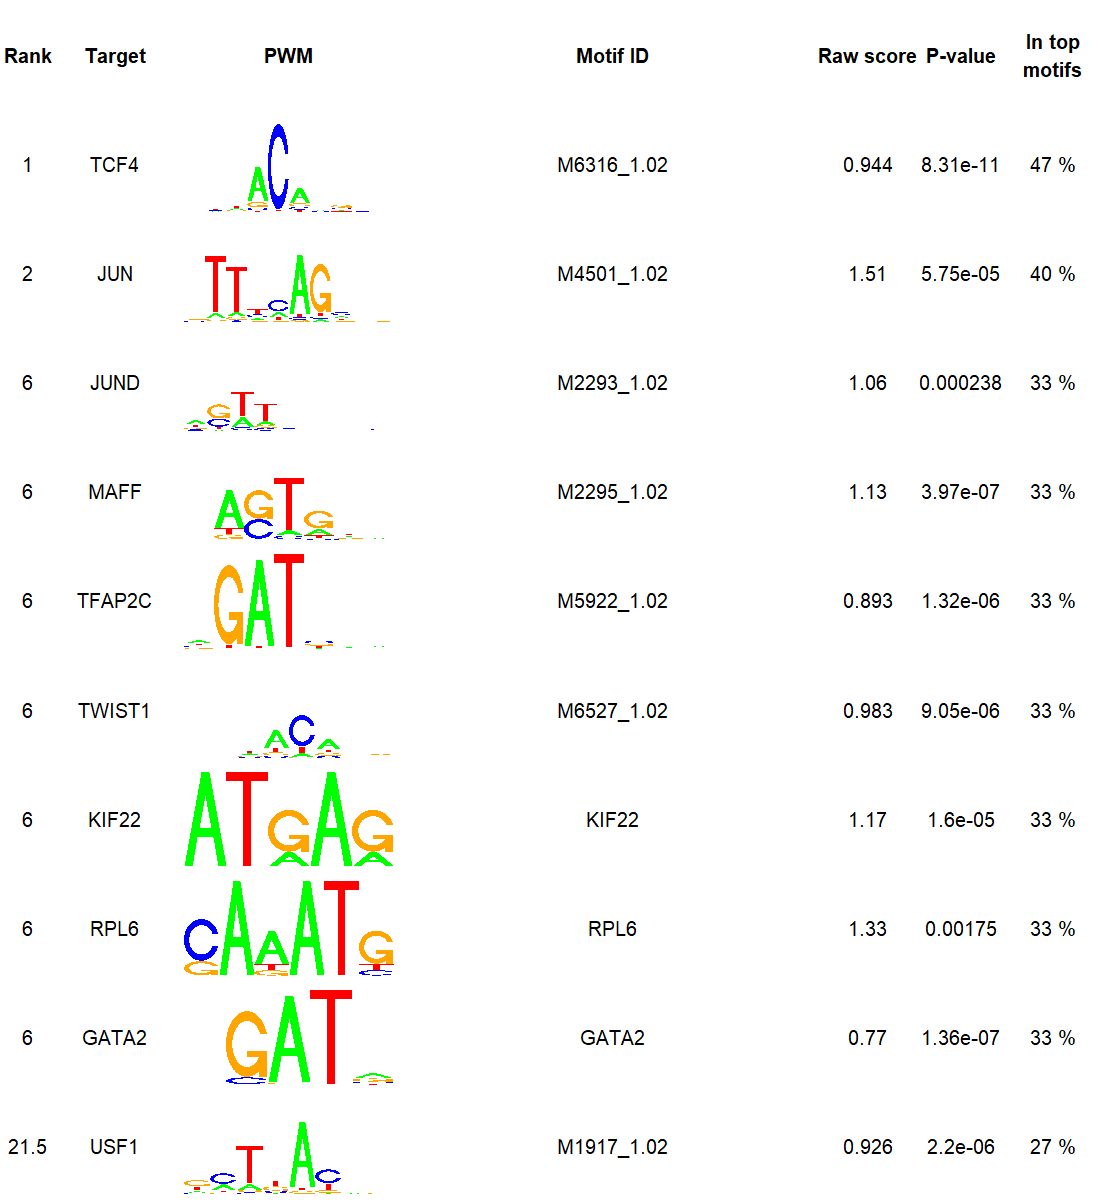 Rank Target PWM Motif ID Raw score P-value In top motifs
1 TCF4 M6316_1.02 0.944 8.31e-11 47 %
2 JUN M4501_1.02 1.51 5.75e-05 40 %
6 JUND M2293_1.02 1.06 0.000238 33 %
6 MAFF M2295_1.02 1.13 3.97e-07 33 %
6 TFAP2C M5922_1.02 0.893 1.32e-06 33 %
6 TWIST1 M6527_1.02 0.983 9.05e-06 33 %
6 KIF22 KIF22 1.17 1.6e-05 33 %
6 RPL6 RPL6 1.33 0.00175 33 %
6 GATA2 GATA2 0.77 1.36e-07 33 %
21.5 USF1 M1917_1.02 0.926 2.2e-06 27 %